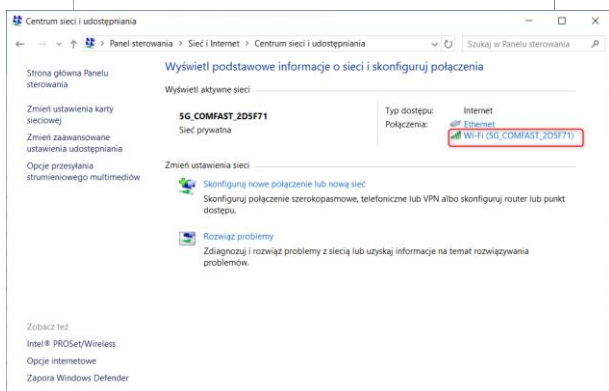 Centrum sieci i udostępniania
Panel sterowania > Sieć i Internet > Centrum sieci i udostępniania
Szukaj w Panelu sterowania
Strona główna Panelu
sterowania
Zmień ustawienia karty
sieciowej
Zmień zaawansowane
ustawienia udostępniania
Opcje przesyłania
strumieniowego multimediów
Wyświetl podstawowe informacje o sieci i skonfiguruj połączenia
Wyświetl aktywne sieci
5G_COMFAST_2D5F71
Sieć prywatna
Typ dostępu: Internet
Połączenia: Ethernet
Wi-Fi (5G_COMFAST_2D5F71)
Zmień ustawienia sieci
Skonfiguruj nowe połączenie lub nową sieć
Skonfiguruj połączenie szerokopasmowe, telefoniczne lub VPN albo skonfiguruj router lub punkt
dostępu.
Rozwiąż problemy
Zdiagnozuj i rozwiąż problemy z siecią lub uzyskaj informacje na temat rozwiązywania
problemów.
Zobacz też
Intel® PROSet/Wireless
Opcje internetowe
Zapora Windows Defender